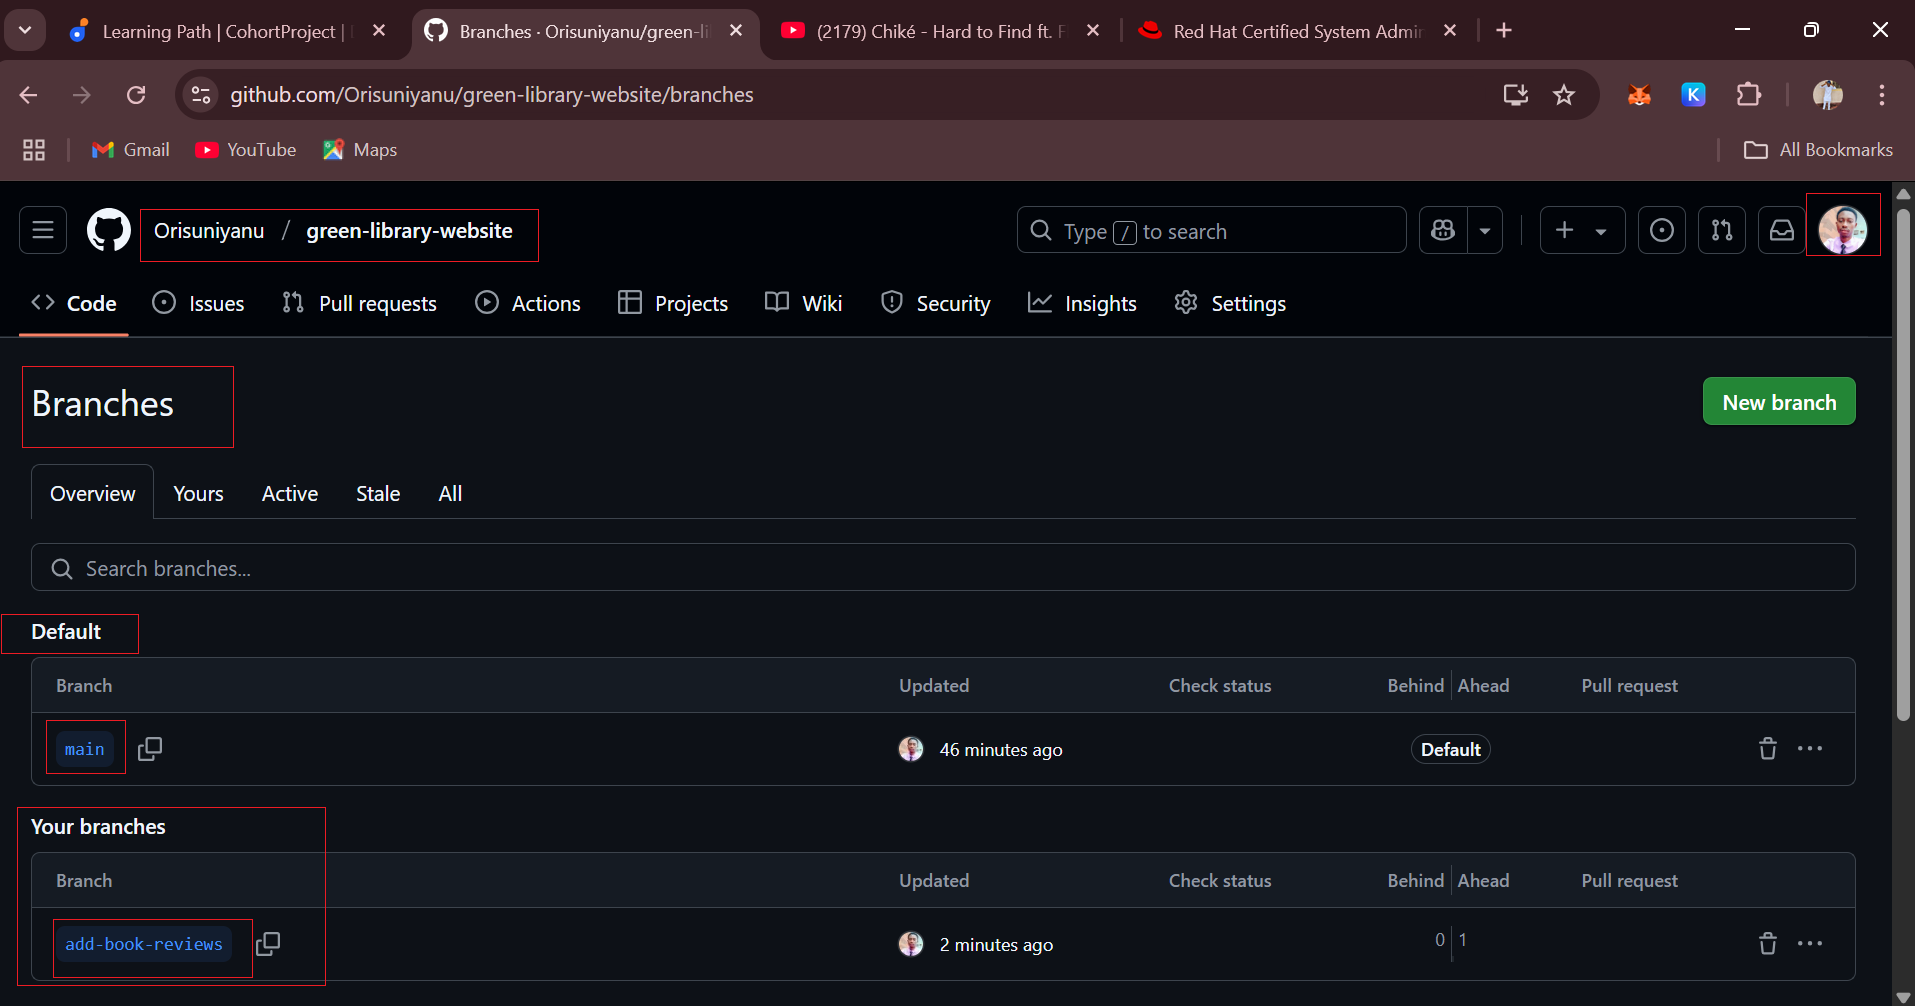 Learning Path | CohortProject |
Branches · Orisuniyanu/green-li
(2179) Chiké - Hard to Find ft. F
Red Hat Certified System Admin
github.com/Orisuniyanu/green-library-website/branches
K
Gmail
YouTube
Maps
All Bookmarks
Orisuniyanu / green-library-website
Type / to search
Code
Issues
Pull requests
Actions
Projects
Wiki
Security
Insights
Settings
Branches
New branch
Overview
Yours
Active
Stale
All
Search branches...
Default
Branch Updated Check status Behind Ahead Pull request
main 46 minutes ago Default
Your branches
Branch Updated Check status Behind Ahead Pull request
add-book-reviews 2 minutes ago 0 1